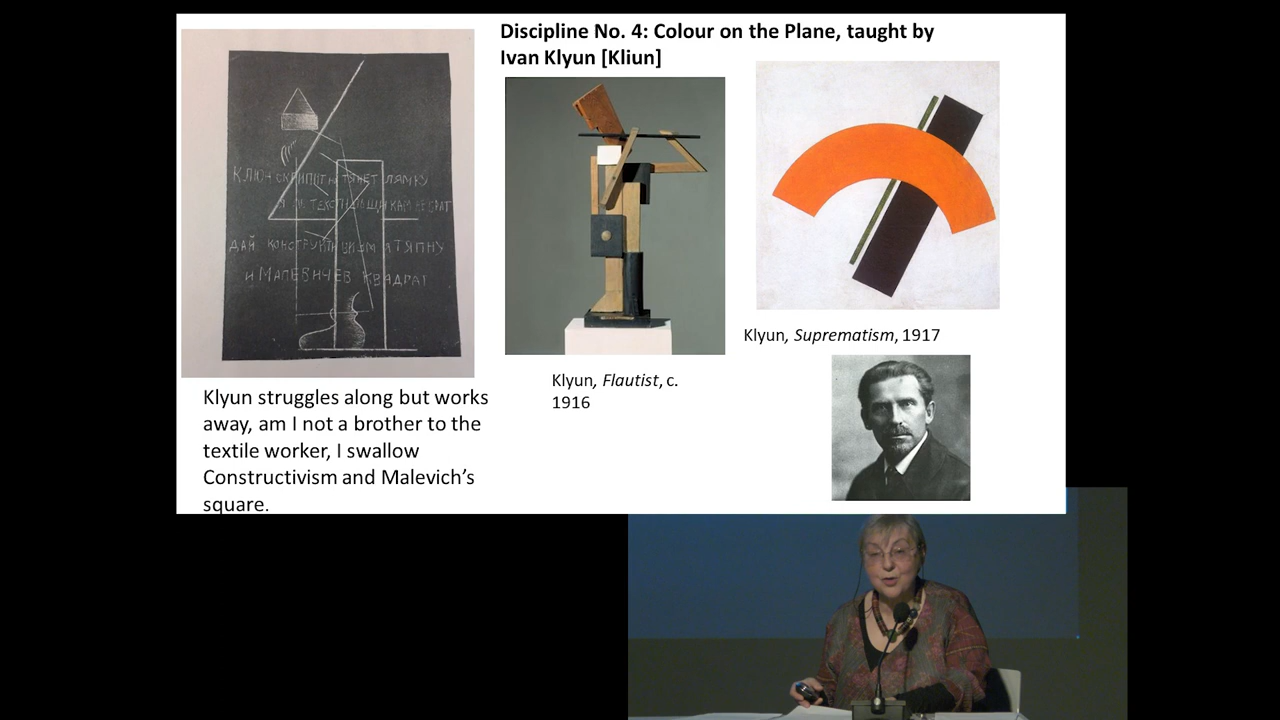 Discipline No. 4: Colour on the Plane, taught by
Ivan Klyun [Kliun]
КЛЮН СКРИПИТ НО ТЯНЕТ ЛЯМКУ
ТЕКСТИЛЬЩИКАМ НЕ БРАТ
ДАЙ КОНСТРУКТИВИЗМ Я ТЯПНУ
и МАЛЕВИЧЕВ КВАДРАТ
Klyun, Suprematism, 1917
Klyun, Flautist, c.
1916
Klyun struggles along but works
away, am I not a brother to the
textile worker, I swallow
Constructivism and Malevich’s
square.